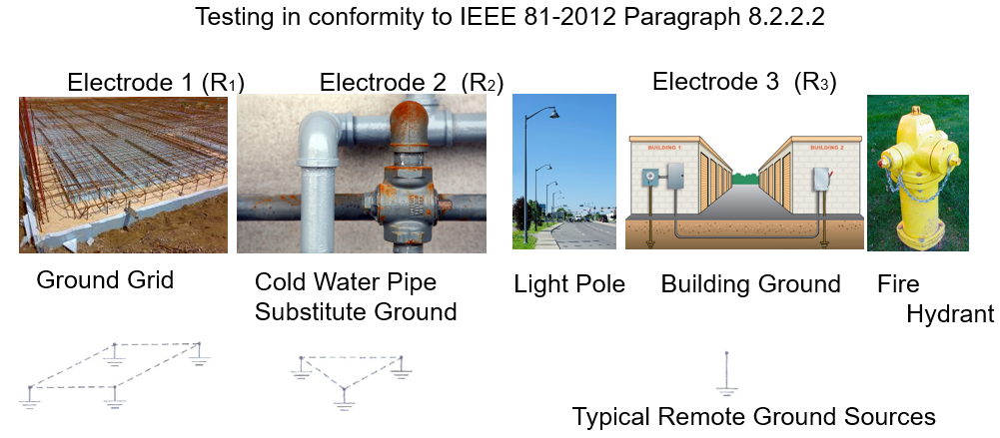 Testing in conformity to IEEE 81-2012 Paragraph 8.2.2.2
Electrode 1 (R1)
Electrode 2 (R2)
Electrode 3 (R3)
BUILDING 1
BUILDING 2
Ground Grid
Cold Water Pipe
Substitute Ground
Light Pole
Building Ground
Fire
Hydrant
Typical Remote Ground Sources